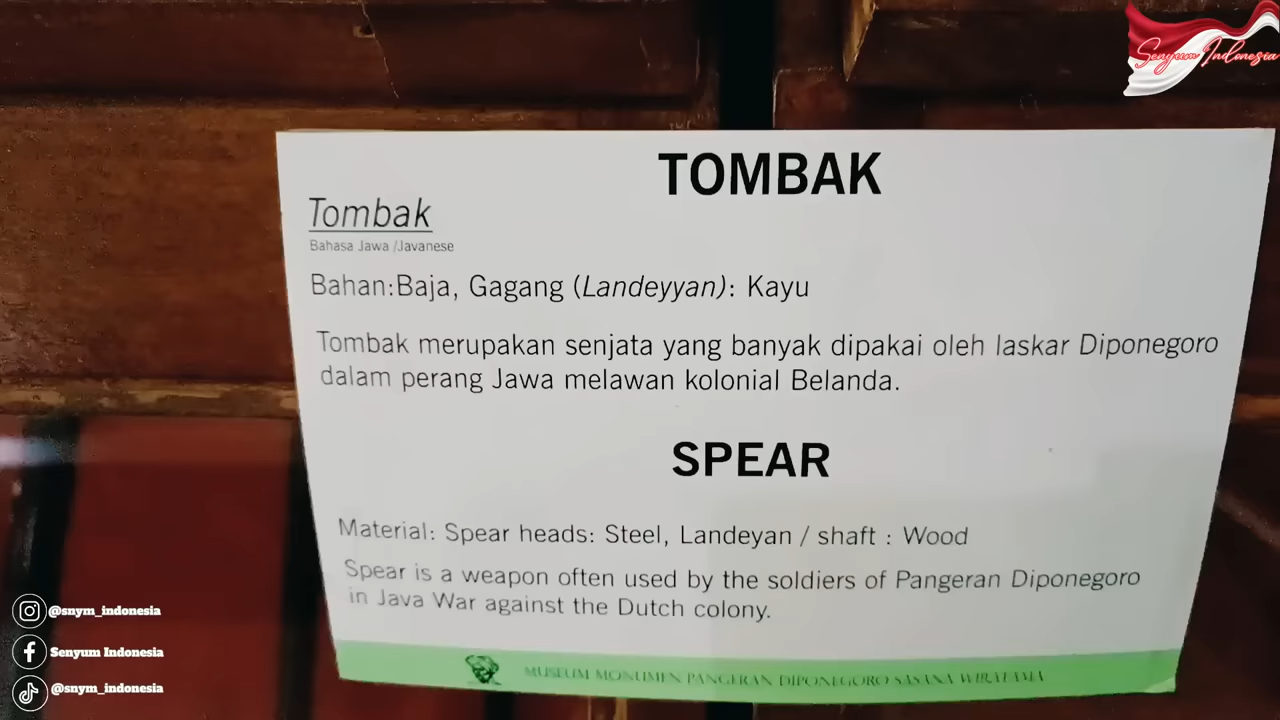 Senyum Indonesia
TOMBAK
Tombak
Bahasa Jawa /Javanese
Bahan:Baja, Gagang (Landeyyan): Kayu
Tombak merupakan senjata yang banyak dipakai oleh laskar Diponegoro
dalam perang Jawa melawan kolonial Belanda.
SPEAR
Material: Spear heads: Steel, Landeyan / shaft : Wood
Spear is a weapon often used by the soldiers of Pangeran Diponegoro
in Java War against the Dutch colony.
MUSEUM MONUMEN PANGERAN DIPONEGORO SASANA WIRATAMA
@snym_indonesia
Senyum Indonesia
@snym_indonesia